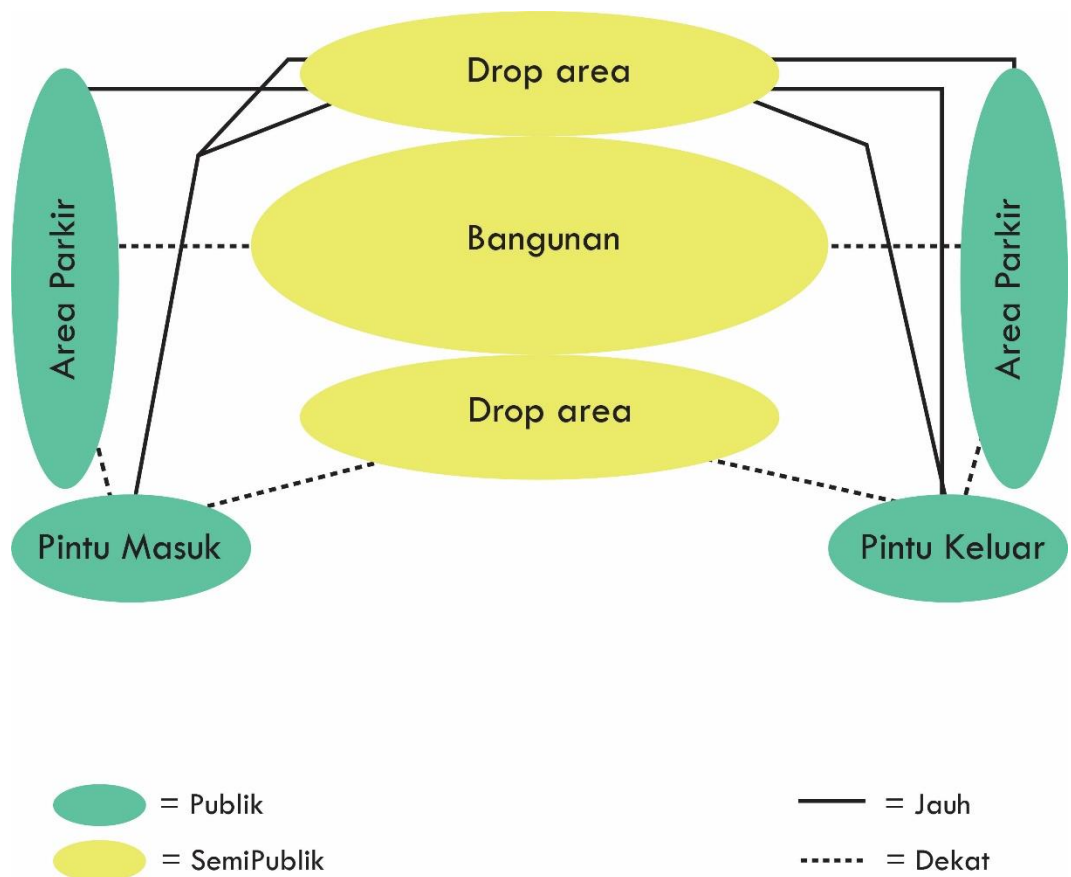 Drop area
Area Parkir
Bangunan
Area Parkir
Drop area
Pintu Masuk
Pintu Keluar
= Publik
= Jauh
= SemiPublik
= Dekat